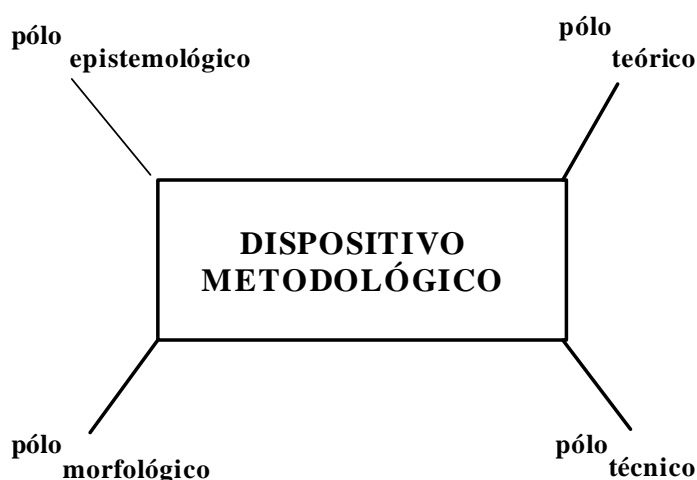 pólo
epistemológico
pólo
teórico
DISPOSITIVO
METODOLÓGICO
pólo
morfológico
pólo
técnico